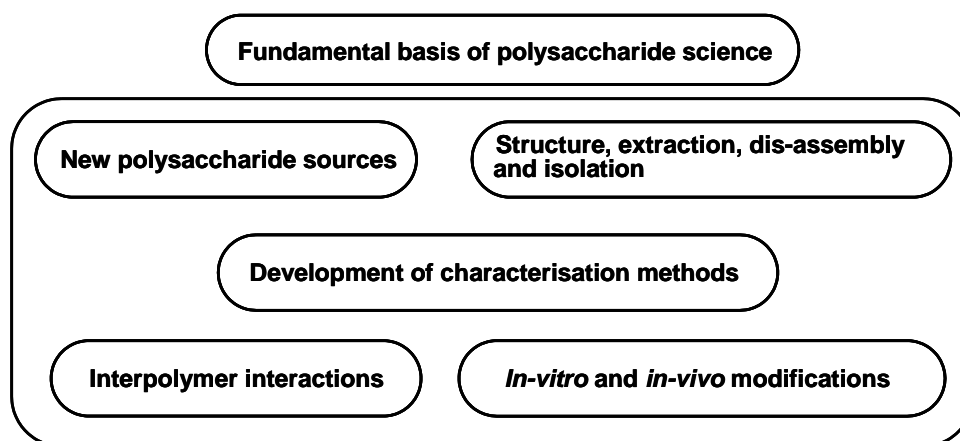 Fundamental basis of polysaccharide science
New polysaccharide sources
Structure, extraction, dis-assembly
and isolation
Development of characterisation methods
Interpolymer interactions
In-vitro and in-vivo modifications